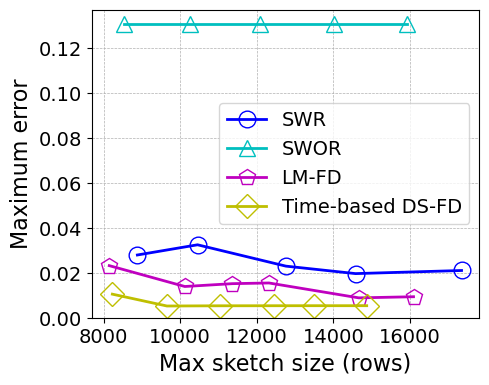 Maximum error
0.12
0.10
0.08
0.06
0.04
0.02
0.00
SWR
SWOR
LM-FD
Time-based DS-FD
8000 10000 12000 14000 16000
Max sketch size (rows)